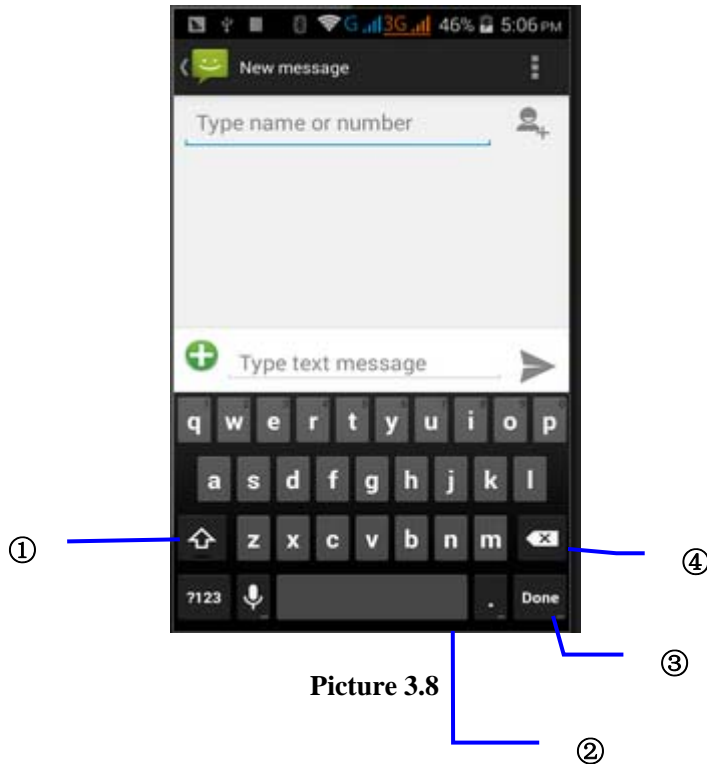 G 3G 46% 5:06 PM
New message
Type name or number
Type text message
q w e r t y u i o p
a s d f g h j k l
① z x c v b n m
④
?123 . Done
③
Picture 3.8
②